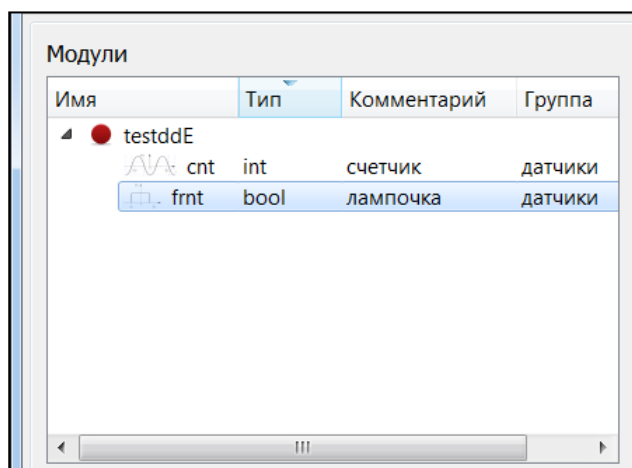 Модули
Имя Тип Комментарий Группа
testddE
cnt int счетчик датчики
frnt bool лампочка датчики